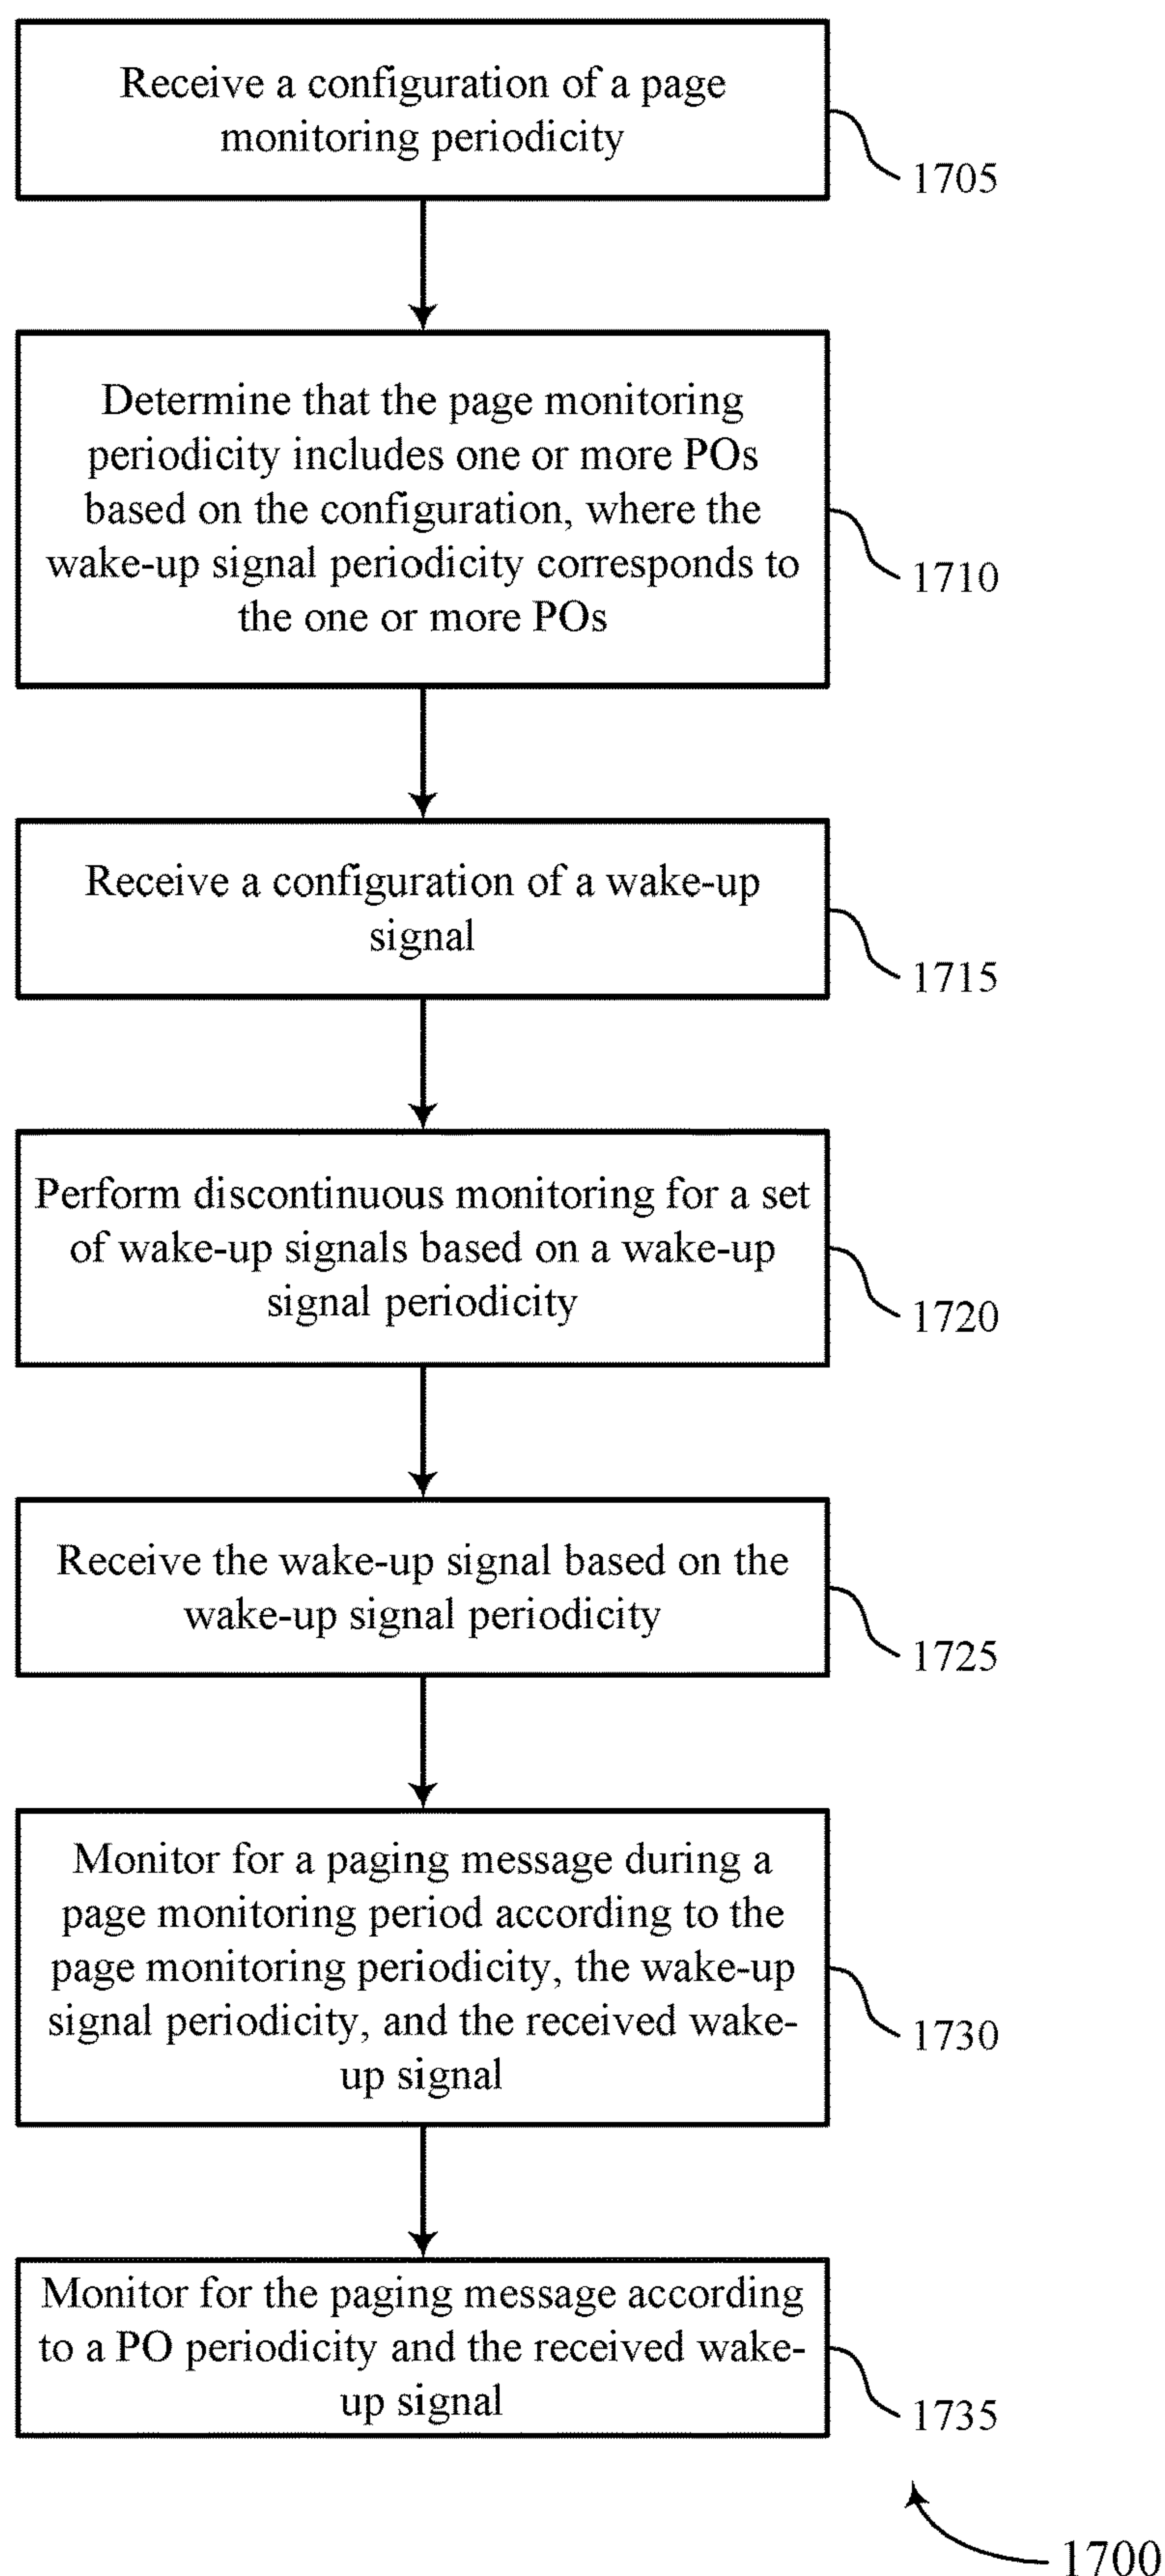 Receive a configuration of a page
monitoring periodicity
1705
Determine that the page monitoring
periodicity includes one or more POs
based on the configuration, where the
wake-up signal periodicity corresponds to
the one or more POs
1710
Receive a configuration of a wake-up
signal
1715
Perform discontinuous monitoring for a set
of wake-up signals based on a wake-up
signal periodicity
1720
Receive the wake-up signal based on the
wake-up signal periodicity
1725
Monitor for a paging message during a
page monitoring period according to the
page monitoring periodicity, the wake-up
signal periodicity, and the received wake-
up signal
1730
Monitor for the paging message according
to a PO periodicity and the received wake-
up signal
1735
1700